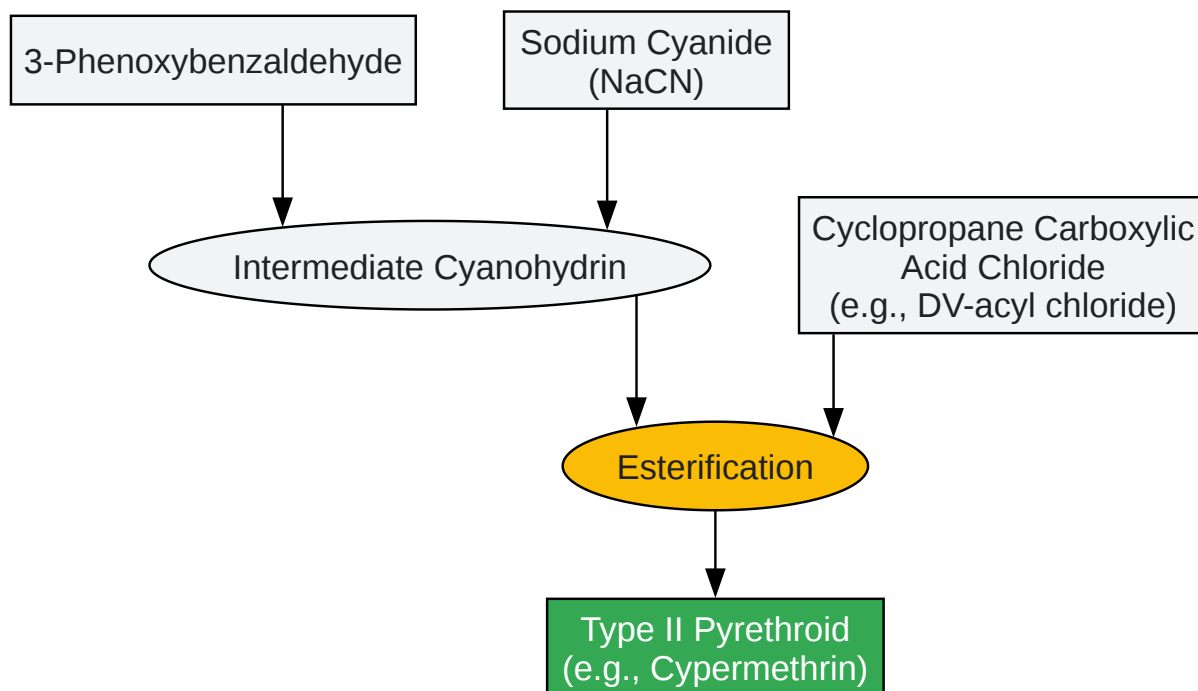 3-Phenoxybenzaldehyde
Sodium Cyanide
(NaCN)
Intermediate Cyanohydrin
Cyclopropane Carboxylic
Acid Chloride
(e.g., DV-acyl chloride)
Esterification
Type II Pyrethroid
(e.g., Cypermethrin)